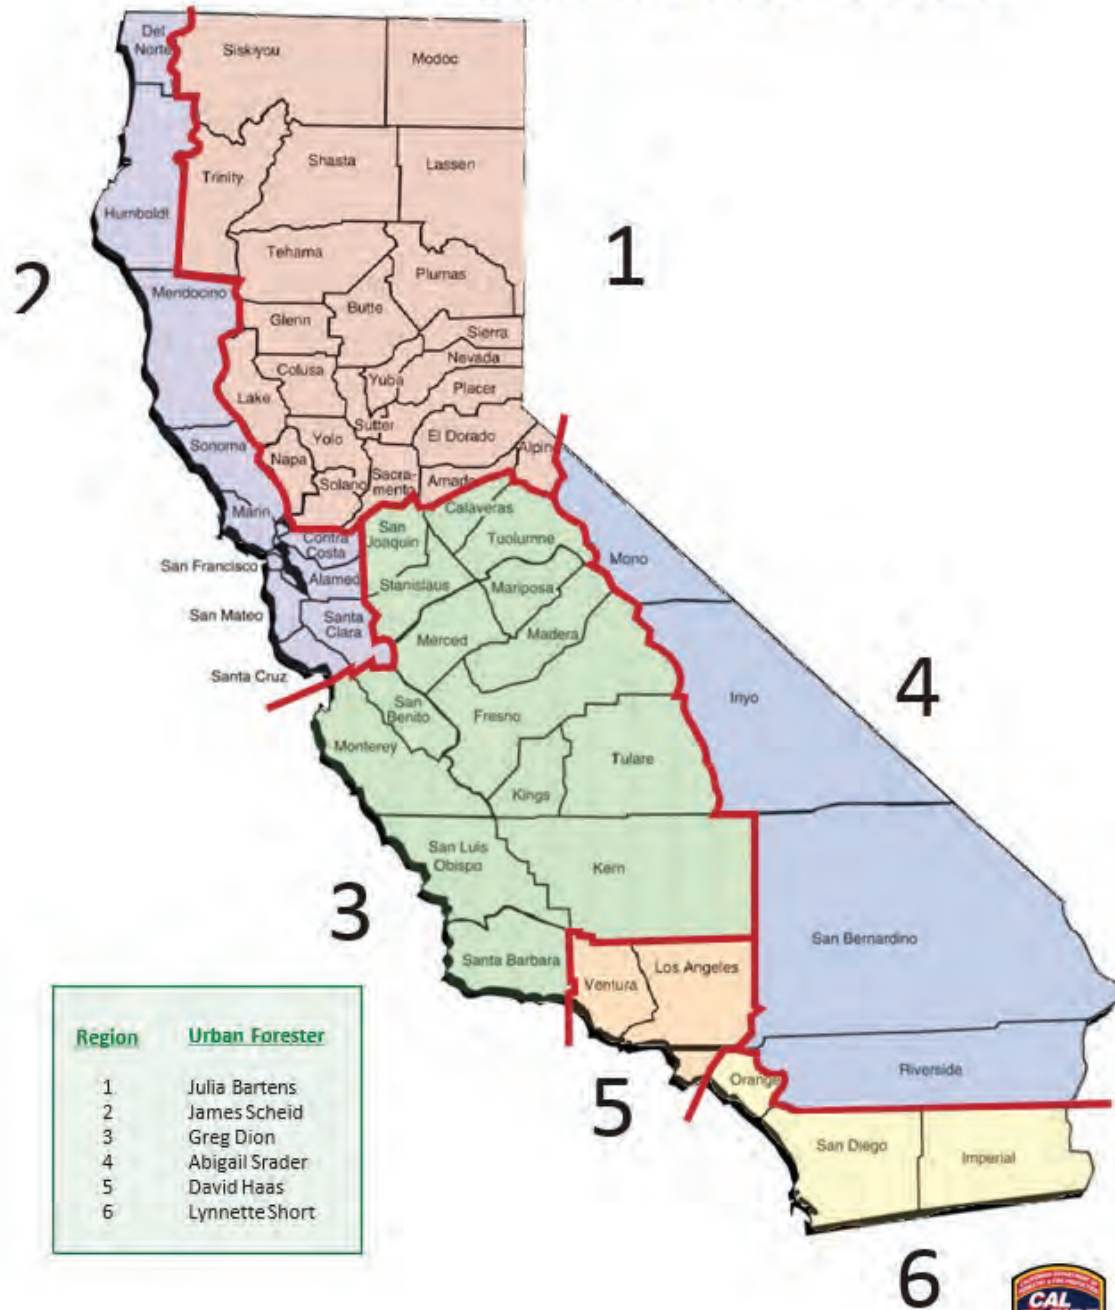 Del
Norte
Siskiyou
Modoc
Trinity
Shasta
Lassen
Humboldt
1
Tehama
Plumas
2
Mendocino
Butte
Glenn
Sierra
Nevada
Colusa
Yuba
Placer
Lake
Sutter
El Dorado
Yolo
Sonoma
Alpin
Napa
Sacra-
mento
Solano
Amado
Marin
Calaveras
San
Joaquin
Contra
Costa
Tuolumne
San Francisco
Mono
Alamed
Stanislaus
Mariposa
San Mateo
Santa
Clara
Merced
Madera
Santa Cruz
4
Inyo
San
Benito
Fresno
Monterey
Tulare
Kings
San Luis
Obispo
Kern
3
San Bernardino
Santa Barbara
Ventura
Los Angeles
Riverside
Orange
5
San Diego
Imperial
6
Region Urban Forester
1 Julia Bartens
2 James Scheid
3 Greg Dion
4 Abigail Srader
5 David Haas
6 Lynnette Short
CAL